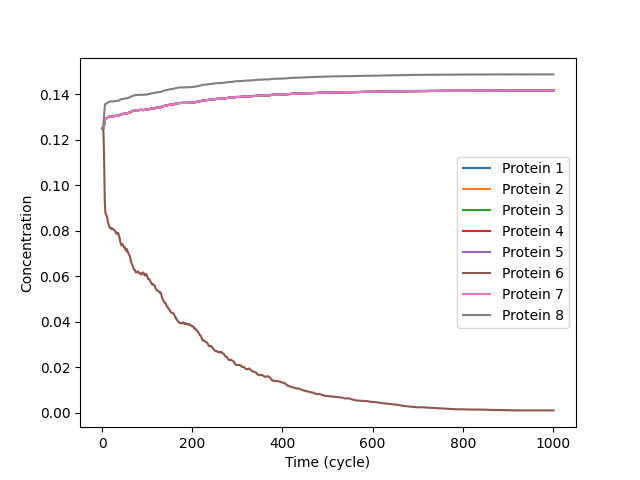 0.14
0.12
0.10
0.08
0.06
0.04
0.02
0.00
Concentration
0 200 400 600 800 1000
Time (cycle)
Protein 1
Protein 2
Protein 3
Protein 4
Protein 5
Protein 6
Protein 7
Protein 8